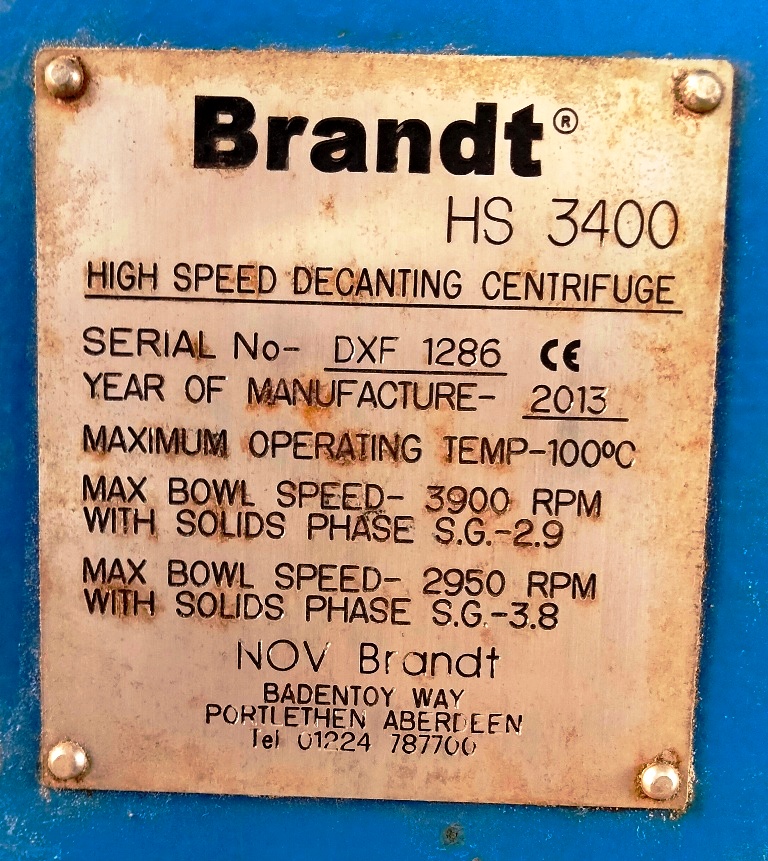 Brandt®
HS 3400
HIGH SPEED DECANTING CENTRIFUGE
SERIAL No- DXF 1286 CE
YEAR OF MANUFACTURE- 2013
MAXIMUM OPERATING TEMP-100ºC
MAX BOWL SPEED- 3900 RPM
WITH SOLIDS PHASE S.G.-2.9
MAX BOWL SPEED- 2950 RPM
WITH SOLIDS PHASE S.G.-3.8
NOV Brandt
BADENTOY WAY
PORTLETHEN ABERDEEN
Tel 01224 787700